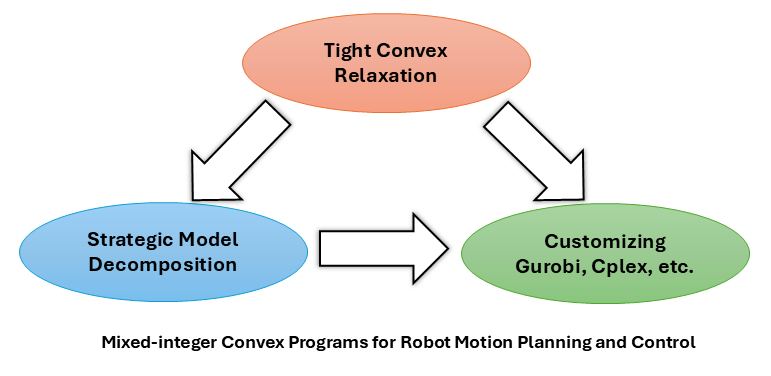 Tight Convex
Relaxation
Strategic Model
Decomposition
Customizing
Gurobi, Cplex, etc.
Mixed-integer Convex Programs for Robot Motion Planning and Control